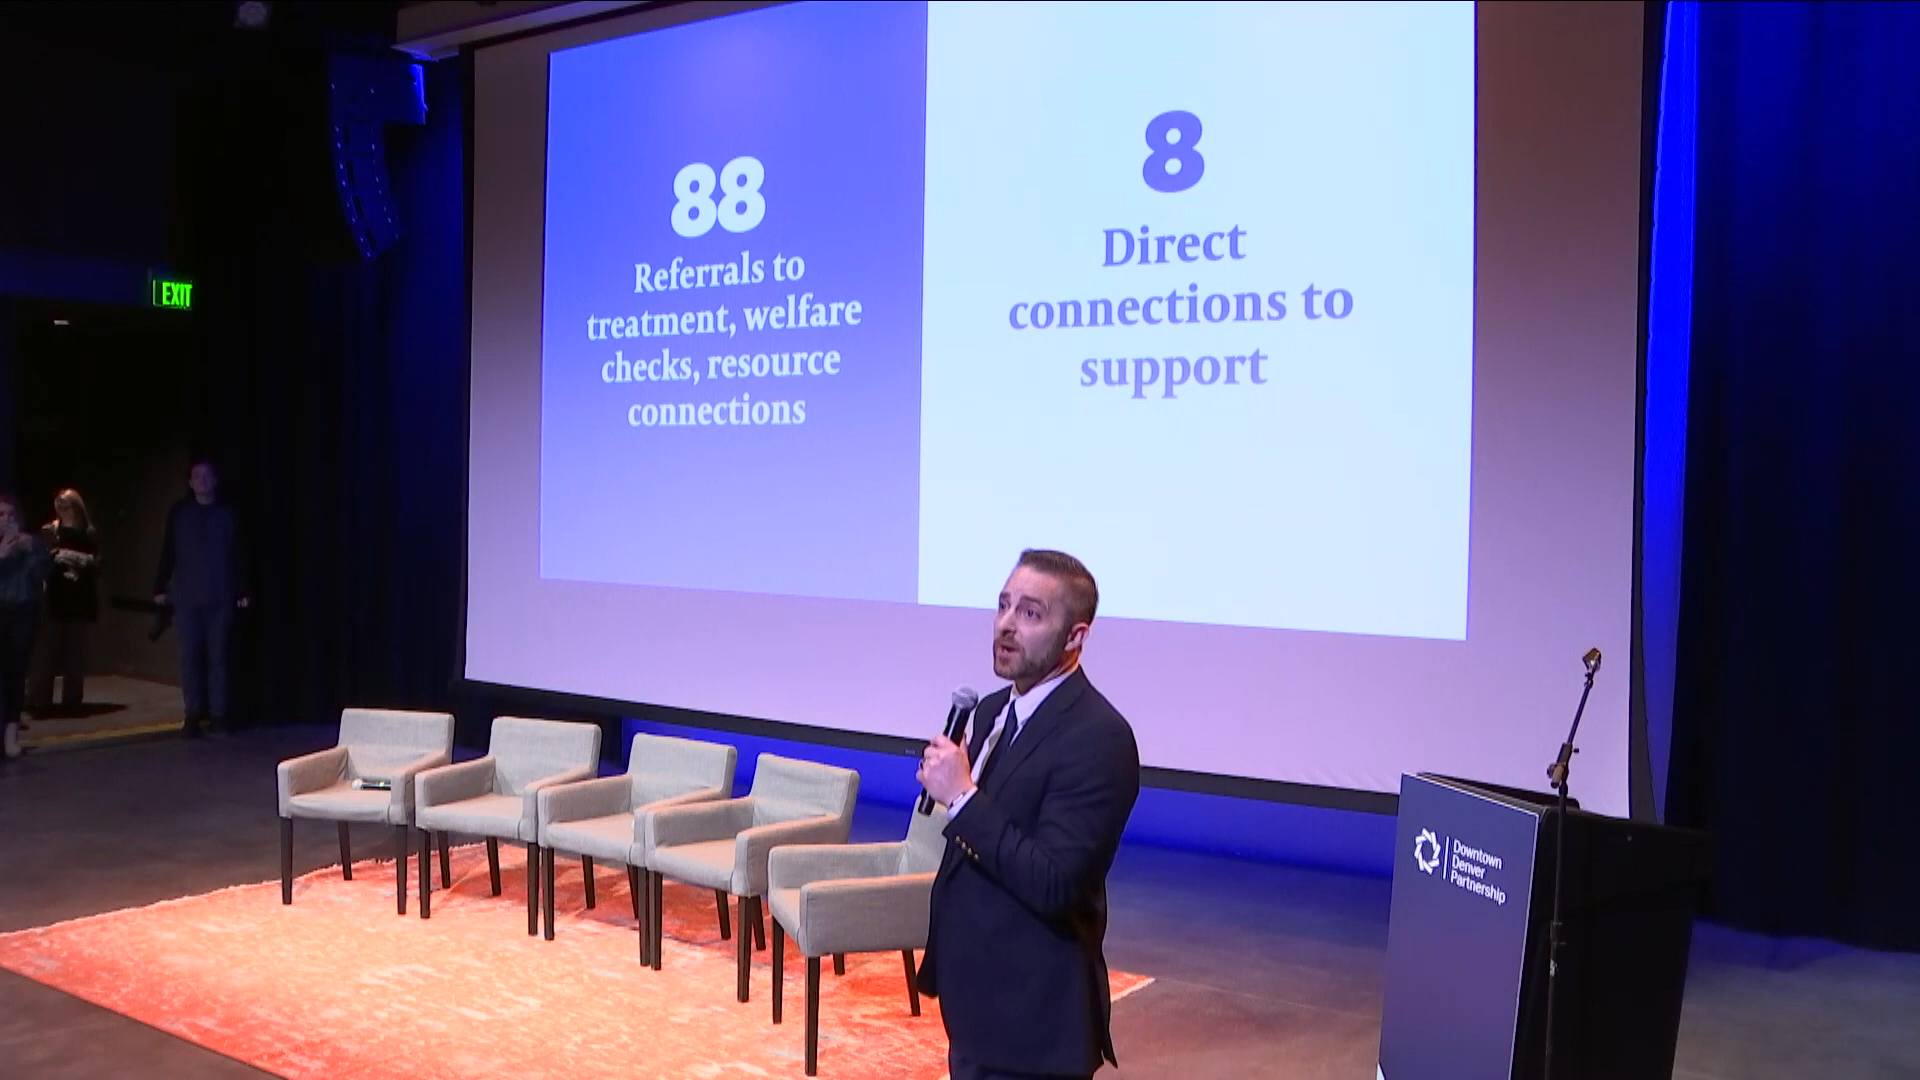 88
Referrals to
treatment, welfare
checks, resource
connections
8
Direct
connections to
support
EXIT
Downtown
Denver
Partnership